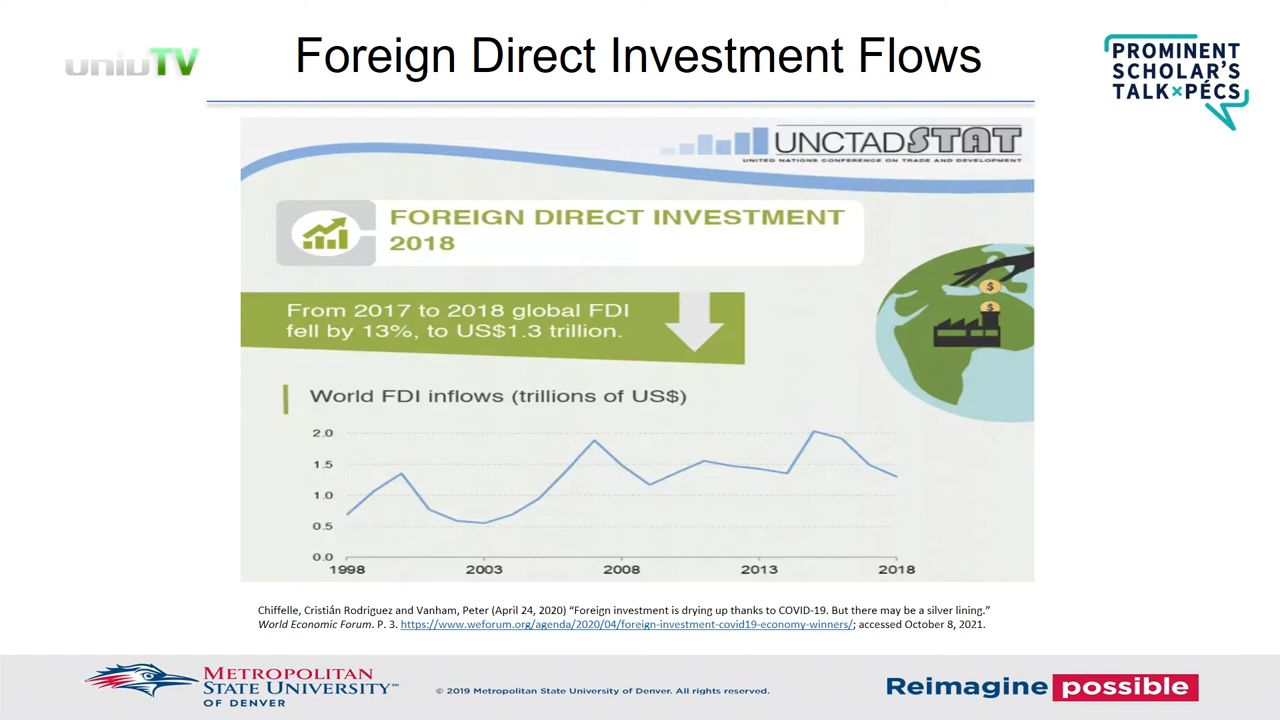 Foreign Direct Investment Flows
univTV
PROMINENT
SCHOLAR'S
TALK×PÉCS
UNCTADSTAT
UNITED NATIONS CONFERENCE ON TRADE AND DEVELOPMENT
FOREIGN DIRECT INVESTMENT
2018
From 2017 to 2018 global FDI
fell by 13%, to US$1.3 trillion.
$
$
World FDI inflows (trillions of US$)
2.0
1.5
1.0
0.5
0.0
1998 2003 2008 2013 2018
Chiffelle, Cristián Rodriguez and Vanham, Peter (April 24, 2020) “Foreign investment is drying up thanks to COVID-19. But there may be a silver lining.”
World Economic Forum. P. 3. https://www.weforum.org/agenda/2020/04/foreign-investment-covid19-economy-winners/; accessed October 8, 2021.
METROPOLITAN
STATE UNIVERSITY℠
OF DENVER
© 2019 Metropolitan State University of Denver. All rights reserved.
Reimagine possible